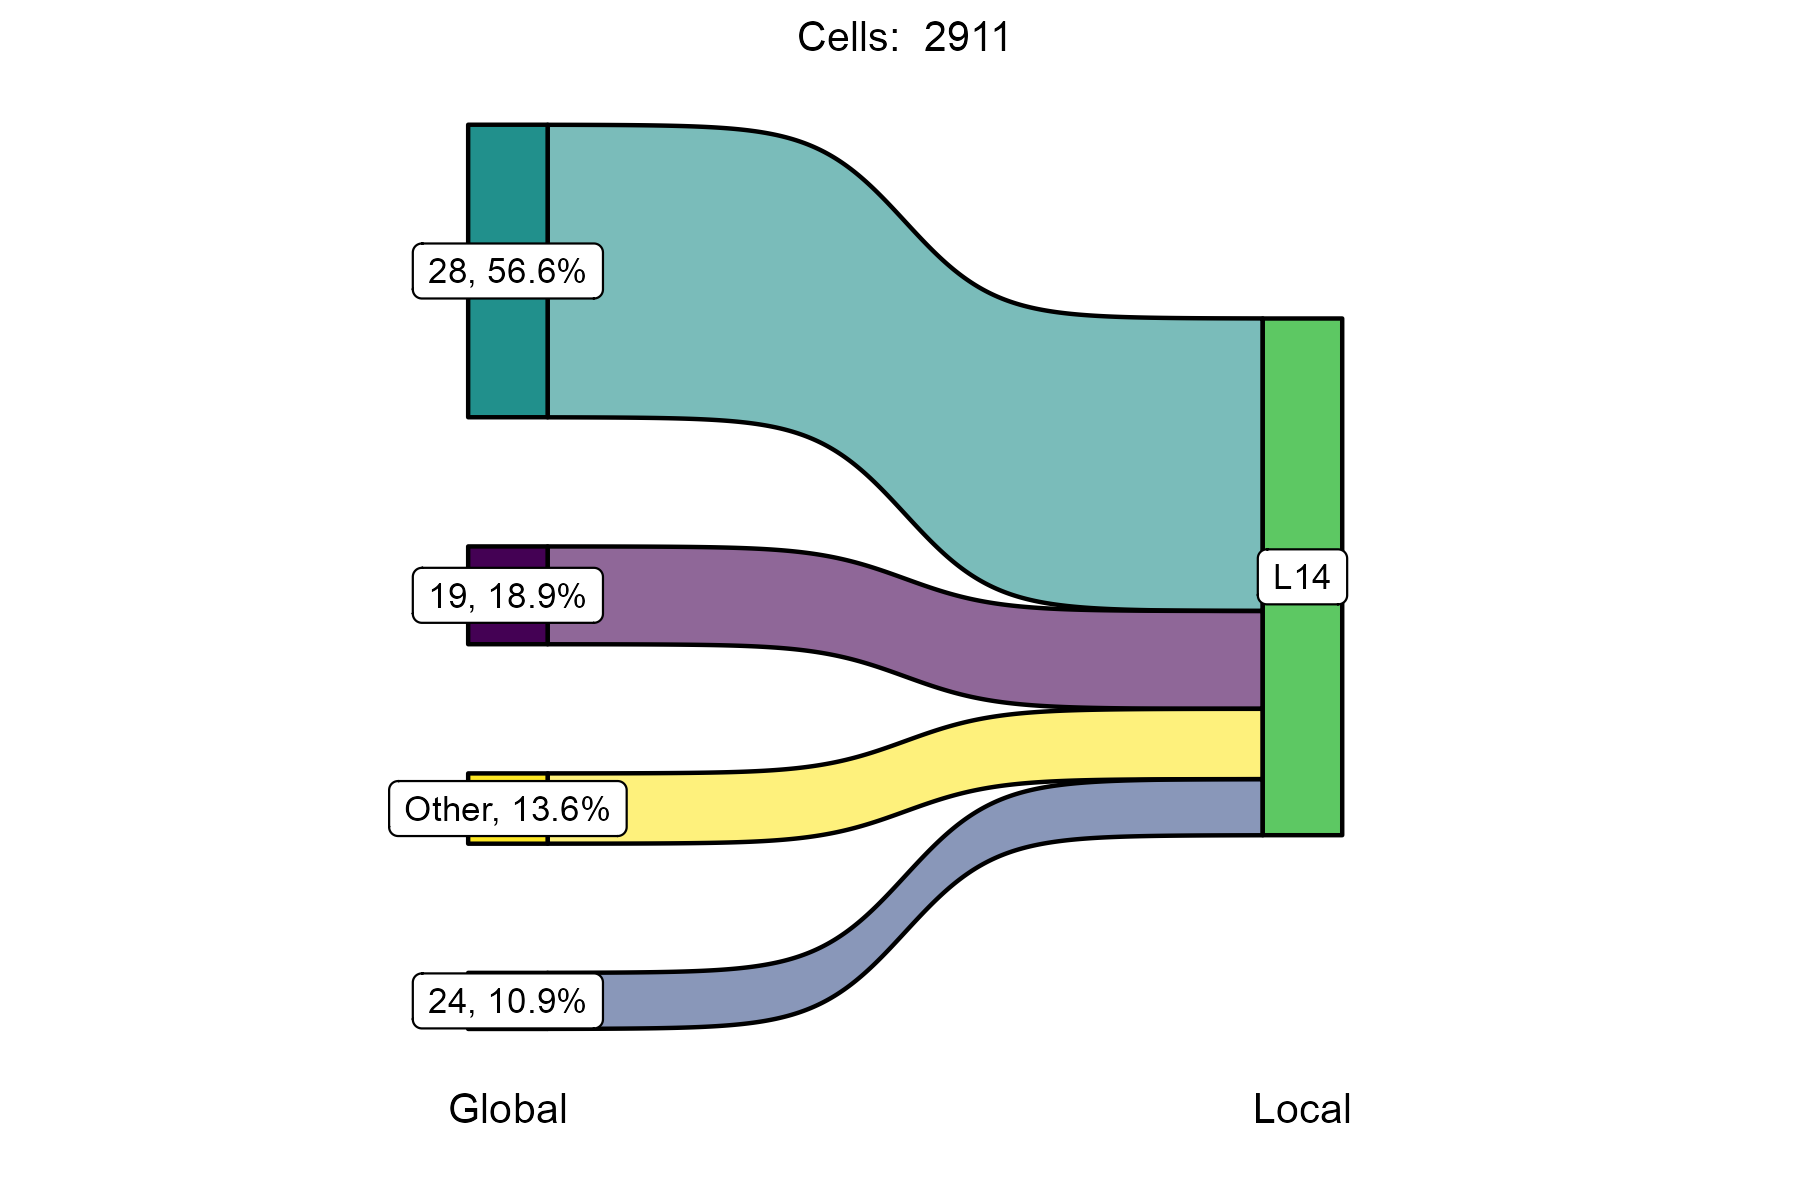 Cells: 2911
28, 56.6%
L14
19, 18.9%
Other, 13.6%
24, 10.9%
Global
Local